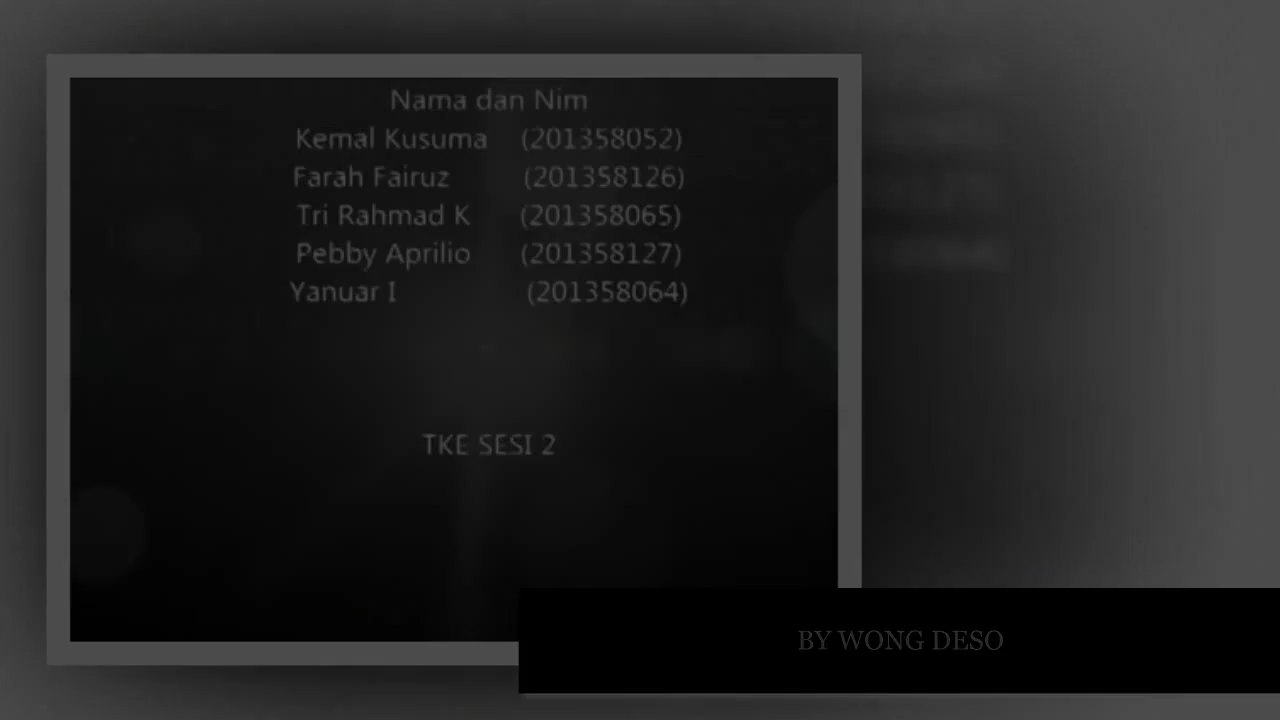 Nama dan Nim
Kemal Kusuma (201358052)
Farah Fairuz (201358126)
Tri Rahmad K (201358065)
Pebby Aprilio (201358127)
Yanuar I (201358064)
TKE SESI 2
BY WONG DESO